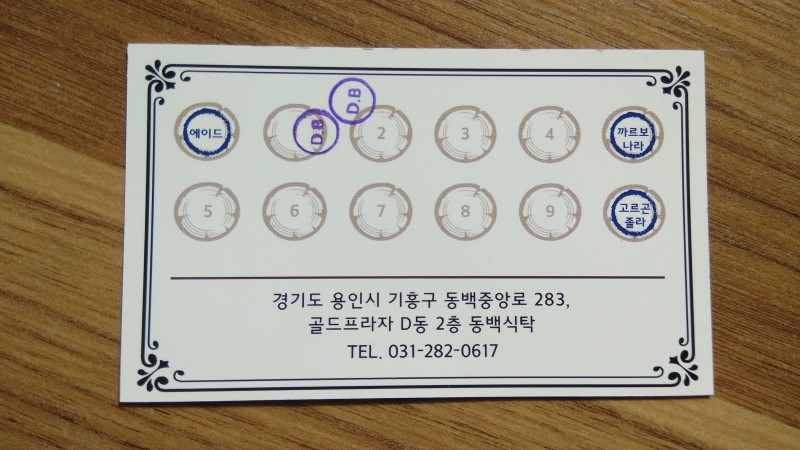 에이드
D.B
D.B
2
3
4
까르보
나라
5
6
7
8
9
고르곤
졸라
경기도 용인시 기흥구 동백중앙로 283,
골드프라자 D동 2층 동백식탁
TEL. 031-282-0617